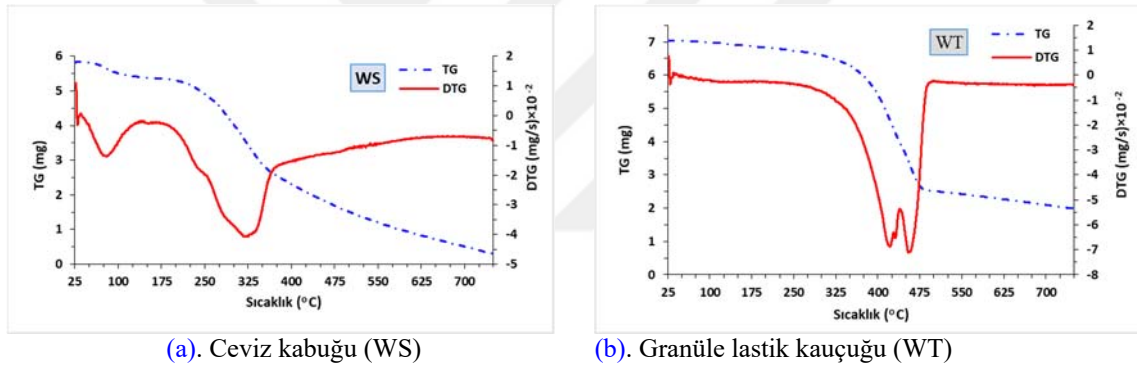 WS
TG
DTG
TG (mg)
6
5
4
3
2
1
0
DTG (mg/s)×10⁻²
2
1
0
-1
-2
-3
-4
-5
25 100 175 250 325 400 475 550 625 700
Sıcaklık (°C)
(a). Ceviz kabuğu (WS)
WT
TG
DTG
TG (mg)
7
6
5
4
3
2
1
0
DTG (mg/s)×10⁻²
2
1
0
-1
-2
-3
-4
-5
-6
-7
-8
25 100 175 250 325 400 475 550 625 700
Sıcaklık (°C)
(b). Granüle lastik kauçuğu (WT)